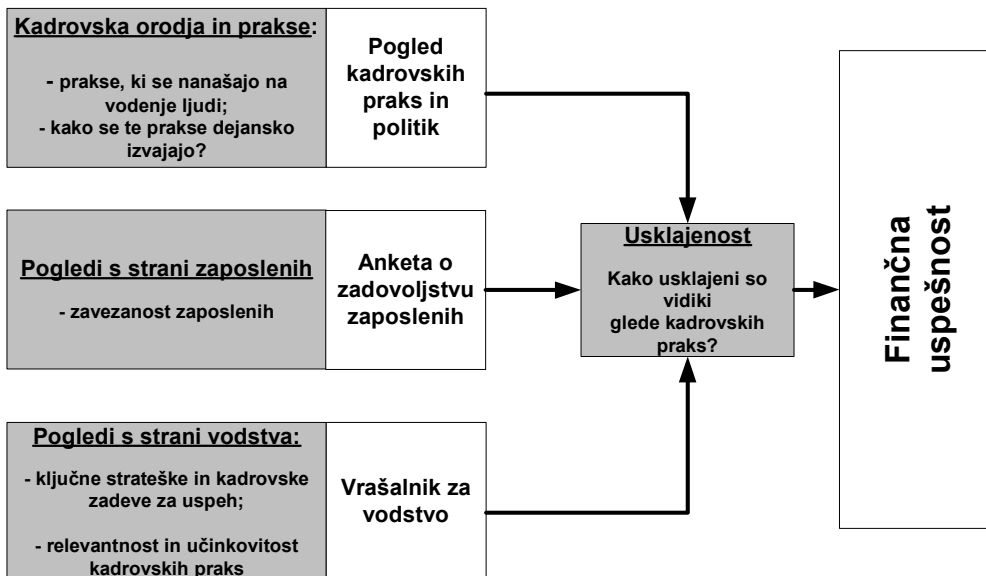 Kadrovska orodja in prakse:
- prakse, ki se nanašajo na
vodenje ljudi;
- kako se te prakse dejansko
izvajajo?
Pogled
kadrovskih
praks in
politik
Pogledi s strani zaposlenih
- zavezanost zaposlenih
Anketa o
zadovoljstvu
zaposlenih
Pogledi s strani vodstva:
- ključne strateške in kadrovske
zadeve za uspeh;
- relevantnost in učinkovitost
kadrovskih praks
Vrašalnik za
vodstvo
Usklajenost
Kako usklajeni so
vidiki
glede kadrovskih
praks?
Finančna
uspešnost